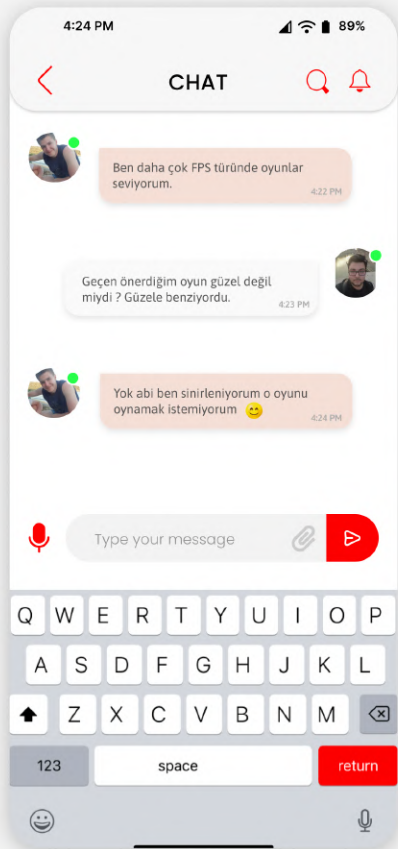 4:24 PM
89%
CHAT
Ben daha çok FPS türünde oyunlar
seviyorum.
4:22 PM
Geçen önerdiğim oyun güzel değil
miydi ? Güzele benziyordu.
4:23 PM
Yok abi ben sinirleniyorum o oyunu
oynamak istemiyorum
4:24 PM
Type your message
Q W E R T Y U I O P
A S D F G H J K L
Z X C V B N M
123 space return